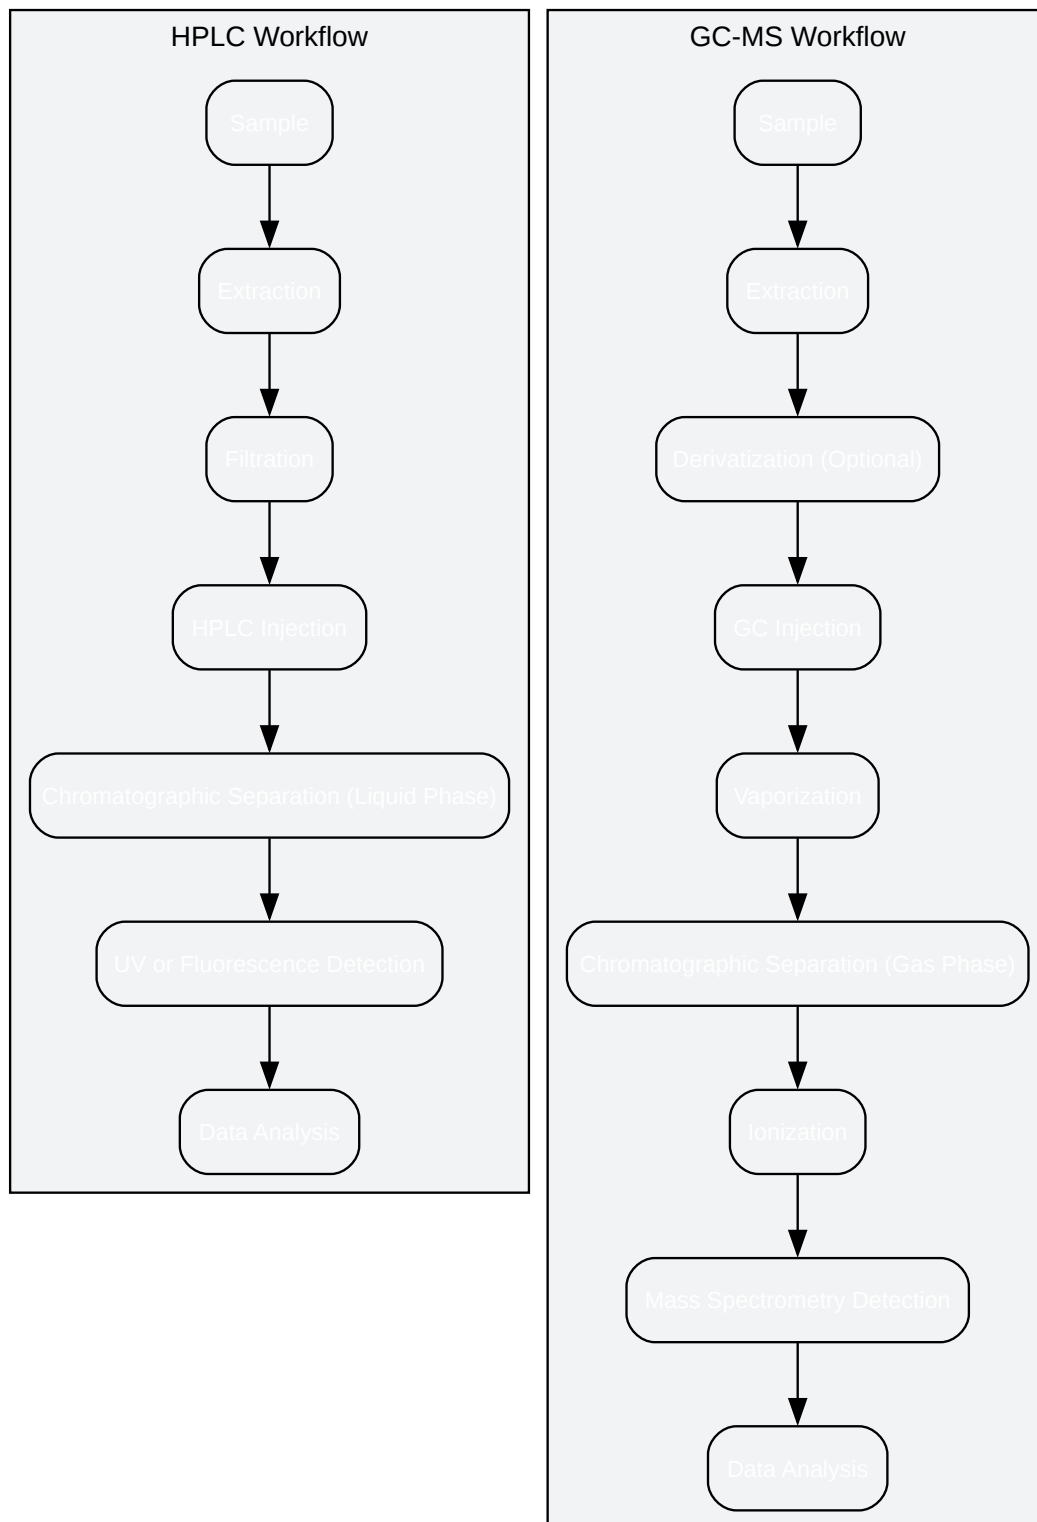 HPLC Workflow
Sample
Extraction
Filtration
HPLC Injection
Chromatographic Separation (Liquid Phase)
UV or Fluorescence Detection
Data Analysis
GC-MS Workflow
Sample
Extraction
Derivatization (Optional)
GC Injection
Vaporization
Chromatographic Separation (Gas Phase)
Ionization
Mass Spectrometry Detection
Data Analysis